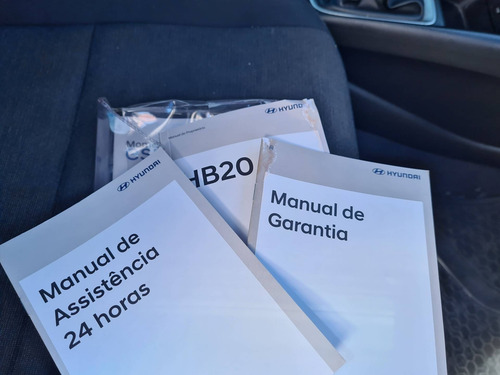 HYUNDAI
Manual de
Assistência
24 horas
HYUNDAI
HB20
HYUNDAI
Manual de
Garantia